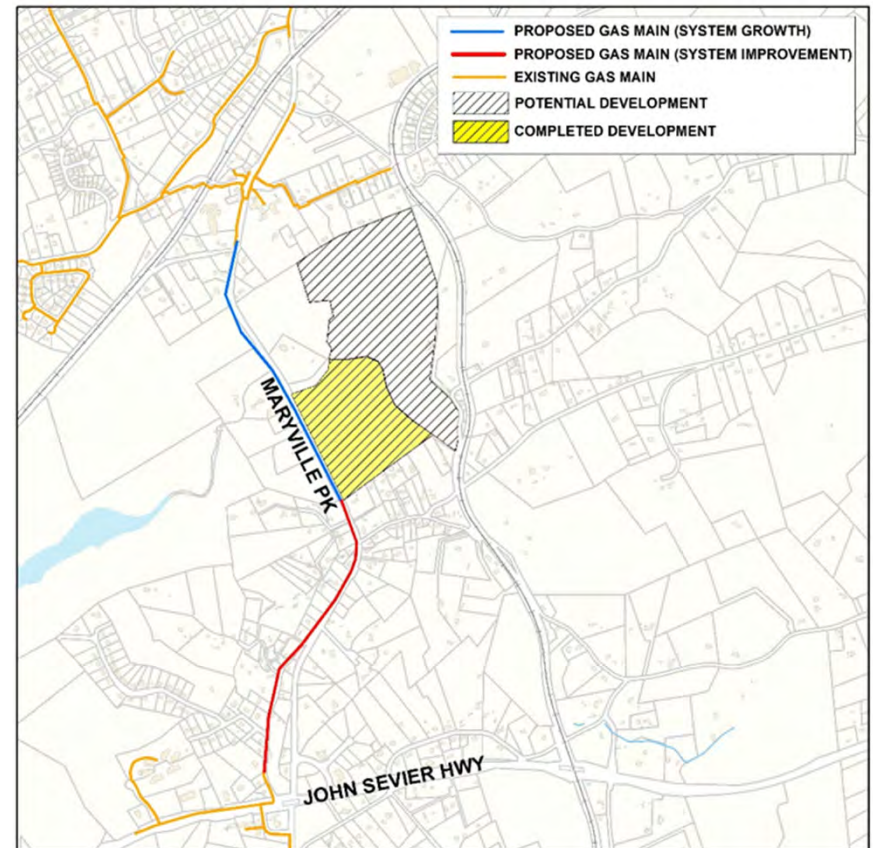 PROPOSED GAS MAIN (SYSTEM GROWTH)
PROPOSED GAS MAIN (SYSTEM IMPROVEMENT)
EXISTING GAS MAIN
POTENTIAL DEVELOPMENT
COMPLETED DEVELOPMENT
MARYVILLE PK
JOHN SEVIER HWY